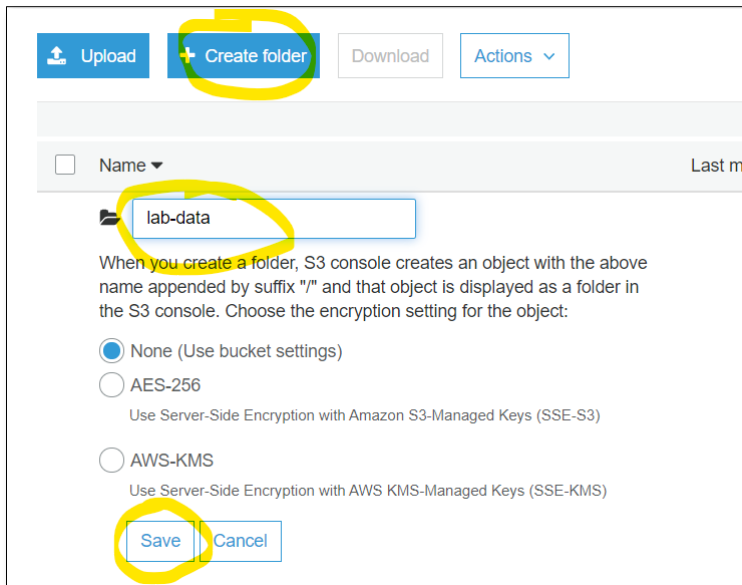 Upload + Create folder Download Actions
Name Last m
lab-data
When you create a folder, S3 console creates an object with the above
name appended by suffix "/" and that object is displayed as a folder in
the S3 console. Choose the encryption setting for the object:
None (Use bucket settings)
AES-256
Use Server-Side Encryption with Amazon S3-Managed Keys (SSE-S3)
AWS-KMS
Use Server-Side Encryption with AWS KMS-Managed Keys (SSE-KMS)
Save Cancel